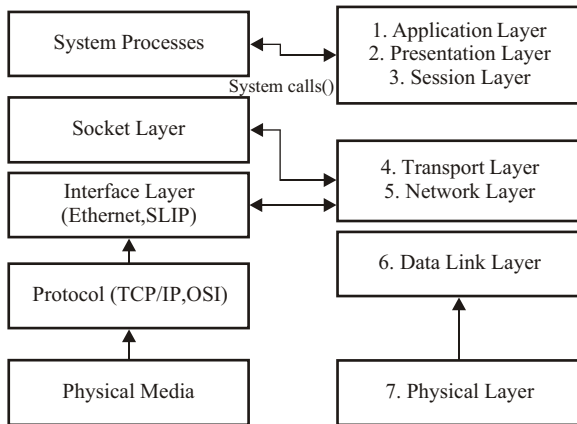 System Processes
1. Application Layer
2. Presentation Layer
3. Session Layer
System calls()
Socket Layer
4. Transport Layer
5. Network Layer
Interface Layer
(Ethernet,SLIP)
6. Data Link Layer
Protocol (TCP/IP,OSI)
Physical Media
7. Physical Layer